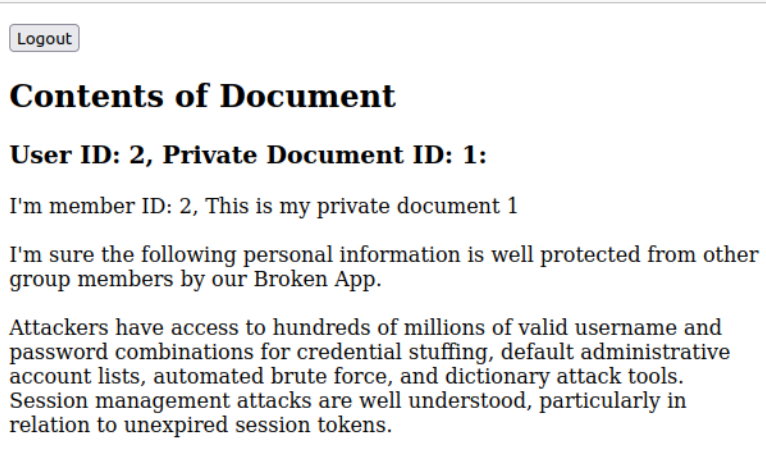 Logout
Contents of Document
User ID: 2, Private Document ID: 1:
I'm member ID: 2, This is my private document 1
I'm sure the following personal information is well protected from other
group members by our Broken App.
Attackers have access to hundreds of millions of valid username and
password combinations for credential stuffing, default administrative
account lists, automated brute force, and dictionary attack tools.
Session management attacks are well understood, particularly in
relation to unexpired session tokens.